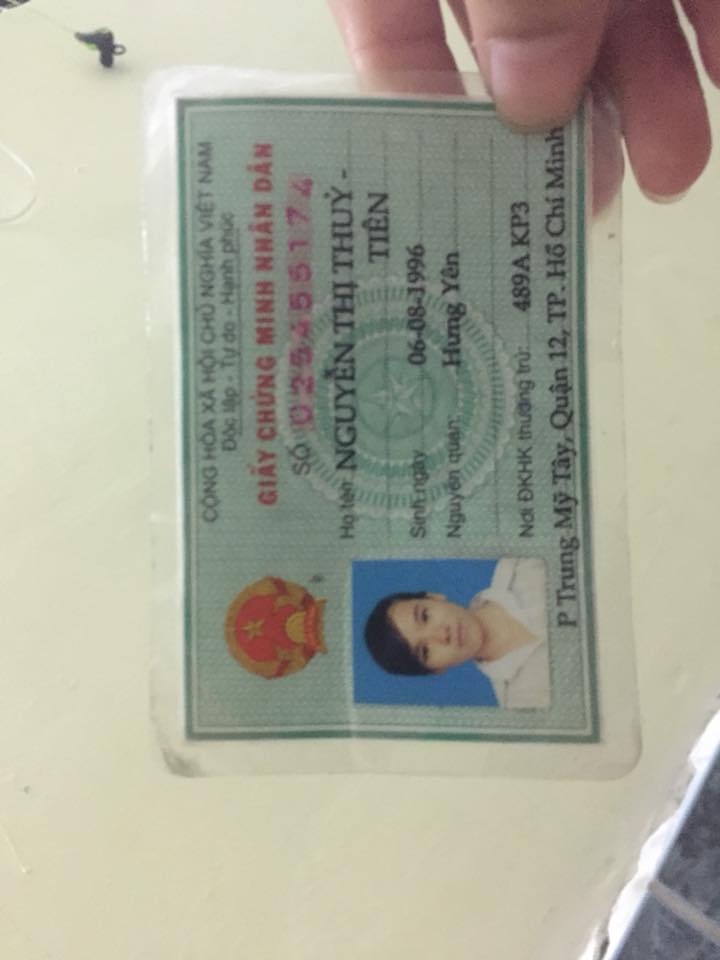 CỘNG HÒA XÃ HỘI CHỦ NGHĨA VIỆT NAM
Độc lập - Tự do - Hạnh phúc
GIẤY CHỨNG MINH NHÂN DÂN
SỐ 025455174
Họ tên NGUYỄN THỊ THUỲ -
TIÊN
Sinh ngày 06-08-1996
Nguyên quán: Hưng Yên
Nơi ĐKHK thường trú: 489A KP3
P Trung Mỹ Tây, Quận 12, TP. Hồ Chí Minh